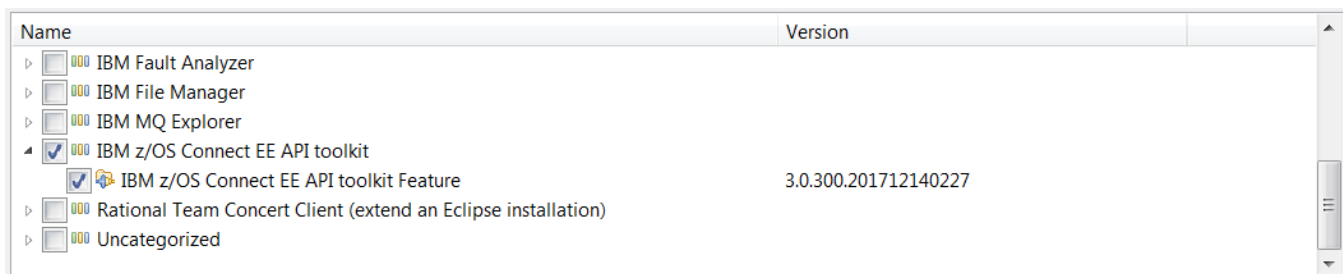 Name Version
IBM Fault Analyzer
IBM File Manager
IBM MQ Explorer
IBM z/OS Connect EE API toolkit
IBM z/OS Connect EE API toolkit Feature 3.0.300.201712140227
Rational Team Concert Client (extend an Eclipse installation)
Uncategorized